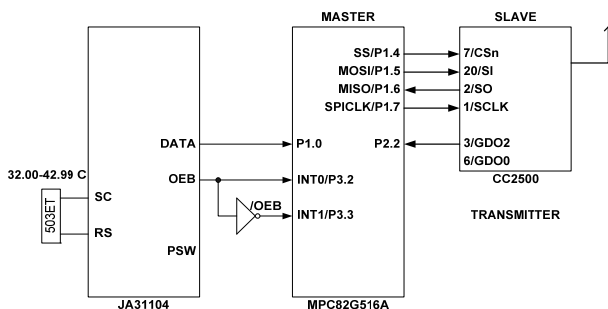 MASTER
SLAVE
SS/P1.4
7/CSn
MOSI/P1.5
20/SI
MISO/P1.6
2/SO
SPICLK/P1.7
1/SCLK
DATA
P1.0
P2.2
3/GDO2
6/GDO0
CC2500
32.00-42.99 C
OEB
INT0/P3.2
503ET
SC
/OEB
INT1/P3.3
TRANSMITTER
RS
PSW
JA31104
MPC82G516A